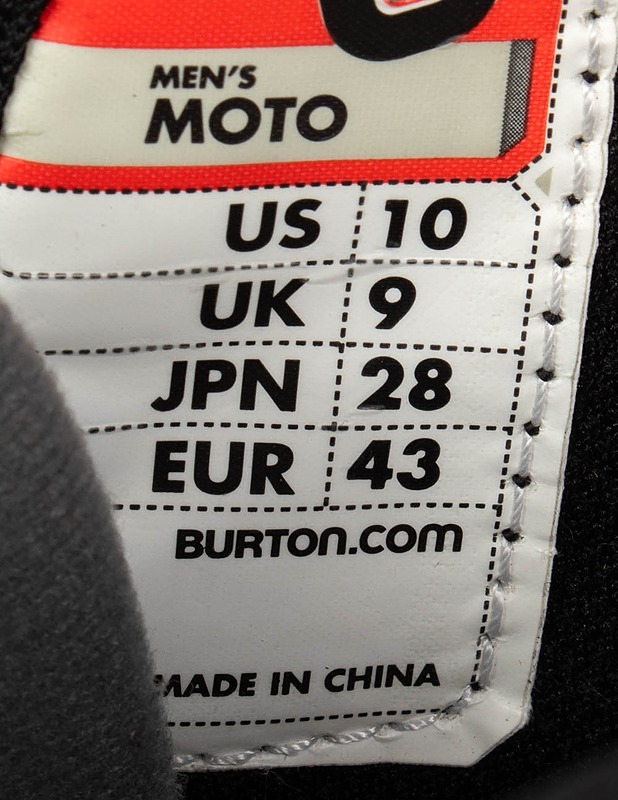 MEN'S
MOTO
US 10
UK 9
JPN 28
EUR 43
BURTON.COM
MADE IN CHINA